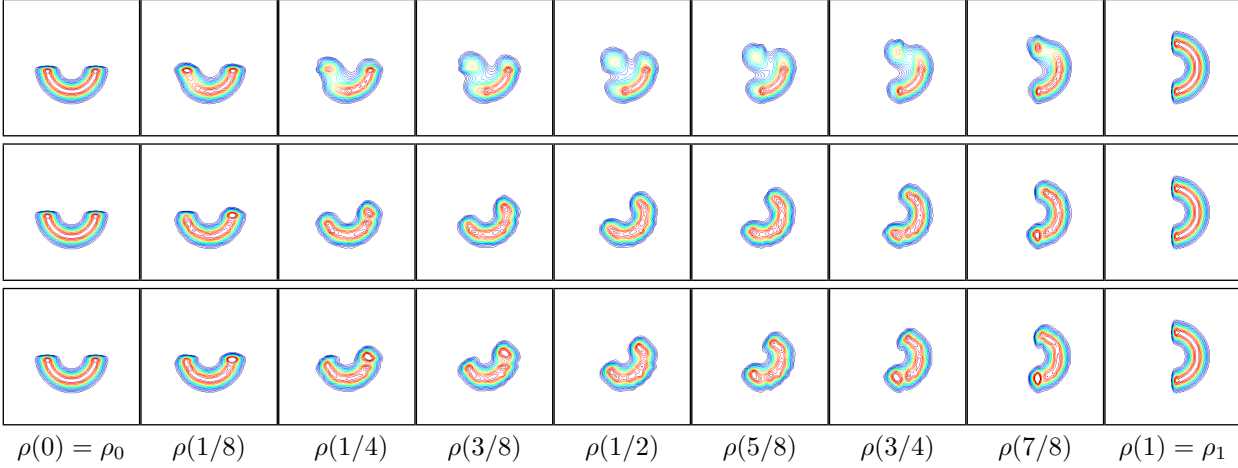 ρ(0) = ρ₀ ρ(1/8) ρ(1/4) ρ(3/8) ρ(1/2) ρ(5/8) ρ(3/4) ρ(7/8) ρ(1) = ρ₁